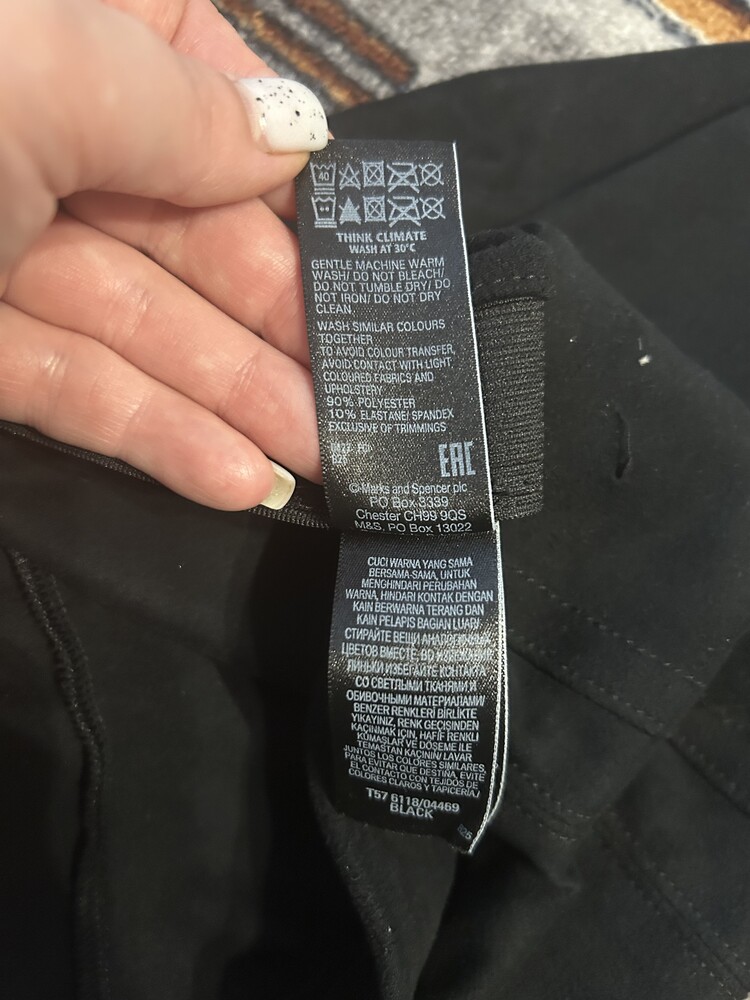 40
THINK CLIMATE
WASH AT 30°C
GENTLE MACHINE WARM
WASH/ DO NOT BLEACH/
DO NOT TUMBLE DRY/ DO
NOT IRON/ DO NOT DRY
CLEAN
WASH SIMILAR COLOURS
TOGETHER
TO AVOID COLOUR TRANSFER,
AVOID CONTACT WITH LIGHT
COLOURED FABRICS AND
UPHOLSTERY
90% POLYESTER
10% ELASTANE/ SPANDEX
EXCLUSIVE OF TRIMMINGS
EAC
©Marks and Spencer plc
PO Box 3339
Chester CH99 9QS
M&S, PO Box 13022
CUCI WARNA YANG SAMA
BERSAMA-SAMA, UNTUK
MENGHINDARI PERUBAHAN
WARNA, HINDARI KONTAK DENGAN
KAIN BERWARNA TERANG DAN
KAIN PELAPIS BAGIAN LUAR/
СТИРАЙТЕ ВЕЩИ
ЦВЕТОВ ВМЕСТЕ, ВО
ЛИНЬКИ ИЗБЕГАЙТЕ КОНТАКТА
СО СВЕТЛЫМИ ТКАНЯМИ И
ОБИВОЧНЫМИ МАТЕРИАЛАМИ/
BENZER RENKLERİ BİRLİKTE
YIKAYINIZ, RENK GEÇİSİNDEN
KAÇINMAK İÇİN, HAFİF RENKLİ
KUMAŞLAR VE DÖŞEME ILE
TEMASTAN KAÇININ/ LAVAR
JUNTOS LOS COLORES SIMILARES,
PARA EVITAR QUE DESTIÑA, EVITE
EL CONTACTO CON TEJIDOS DE
COLORES CLAROS Y TAPICERÍA/
T57 6118/04469
BLACK